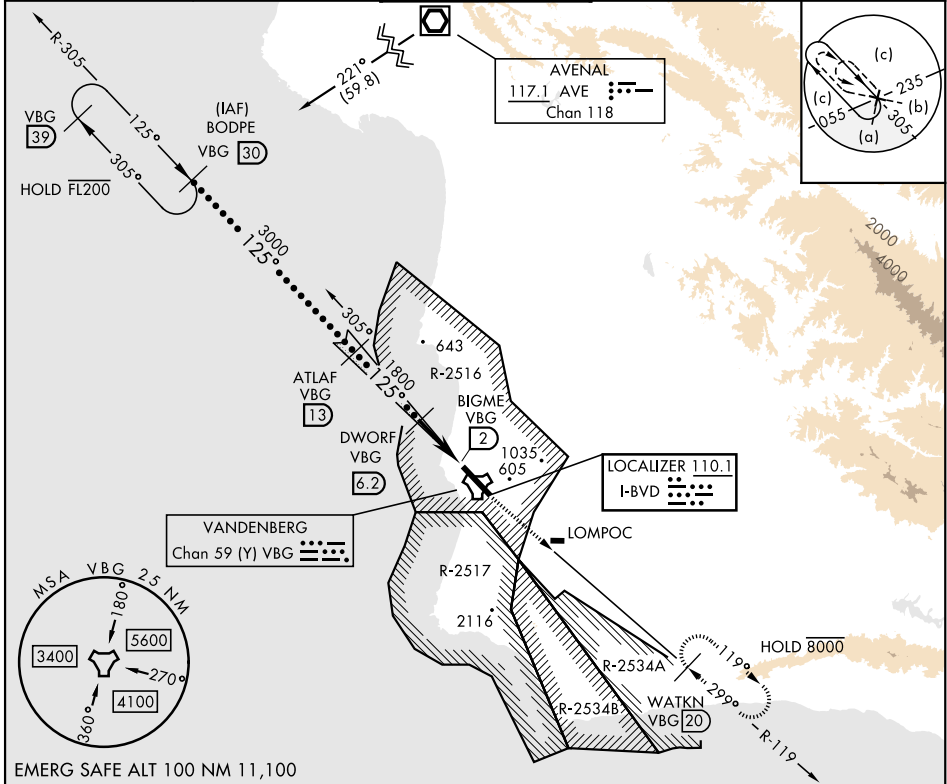 R-305
221°
(59.8)
AVENAL
117.1 AVE
Chan 118
(c)
(c)
235
(b)
055
305
(a)
VBG
39
125°
305°
HOLD FL200
(IAF)
BODPE
VBG 30
3000
125°
2000
4000
305°
643
R-2516
1800
125°
ATLAF
VBG
13
BIGME
VBG
2
DWORF
VBG
6.2
1035
605
LOCALIZER 110.1
I-BVD
VANDENBERG
Chan 59 (Y) VBG
LOMPOC
R-2517
2116
MSA VBG 25 NM
180°
5600
3400
270°
4100
360°
HOLD 8000
119°
299°
R-2534A
R-2534B
WATKN
VBG 20
R-119
EMERG SAFE ALT 100 NM 11,100